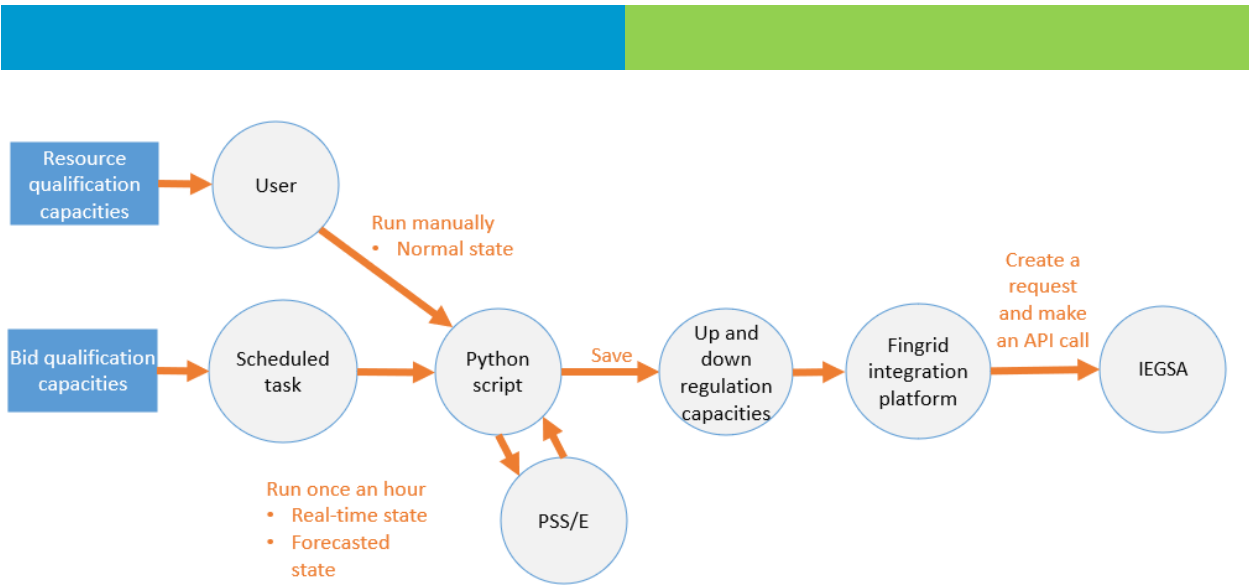 Resource
qualification
capacities
User
Run manually
• Normal state
Bid qualification
capacities
Scheduled
task
Python
script
Save
Up and
down
regulation
capacities
Fingrid
integration
platform
Create a
request
and make
an API call
IEGSA
Run once an hour
• Real-time state
• Forecasted
state
PSS/E